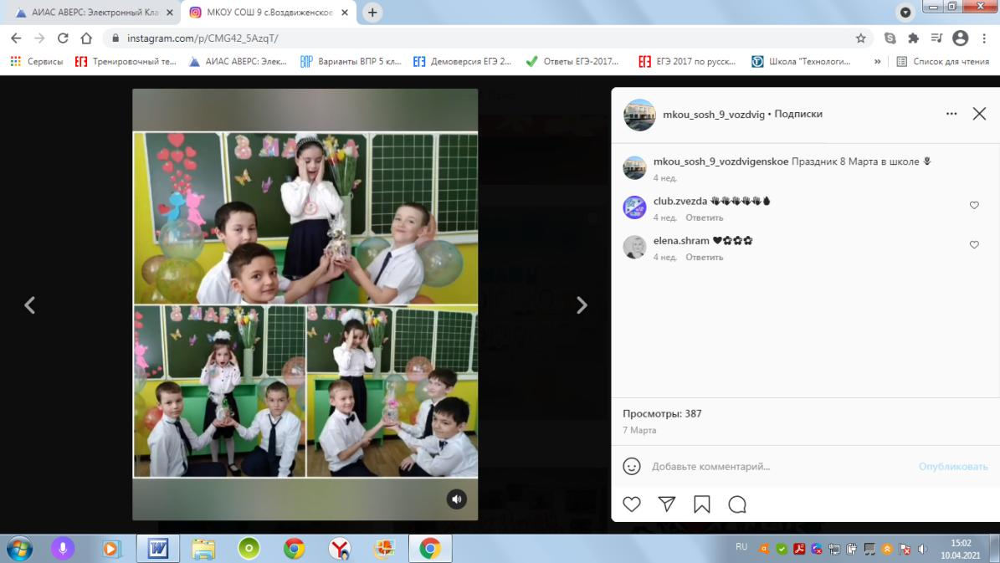 АИАС АВЕРС: Электронный Кла
МКОУ СОШ 9 с.Воздвиженское
instagram.com/p/CMG42_5AzqT/
Сервисы
Тренировочный те...
АИАС АВЕРС: Элек...
Варианты ВПР 5 кл...
Демоверсия ЕГЭ 2...
Ответы ЕГЭ-2017...
ЕГЭ 2017 по русск...
Школа "Технологи...
»
Список для чтения
8 МАРТА
mkou_sosh_9_vozdvig • Подписки
mkou_sosh_9_vozdvigenskoe Праздник 8 Марта в школе
4 нед.
club.zvezda
4 нед. Ответить
elena.shram
4 нед. Ответить
Просмотры: 387
7 Марта
Добавьте комментарий...
Опубликовать
RU
15:02
10.04.2021